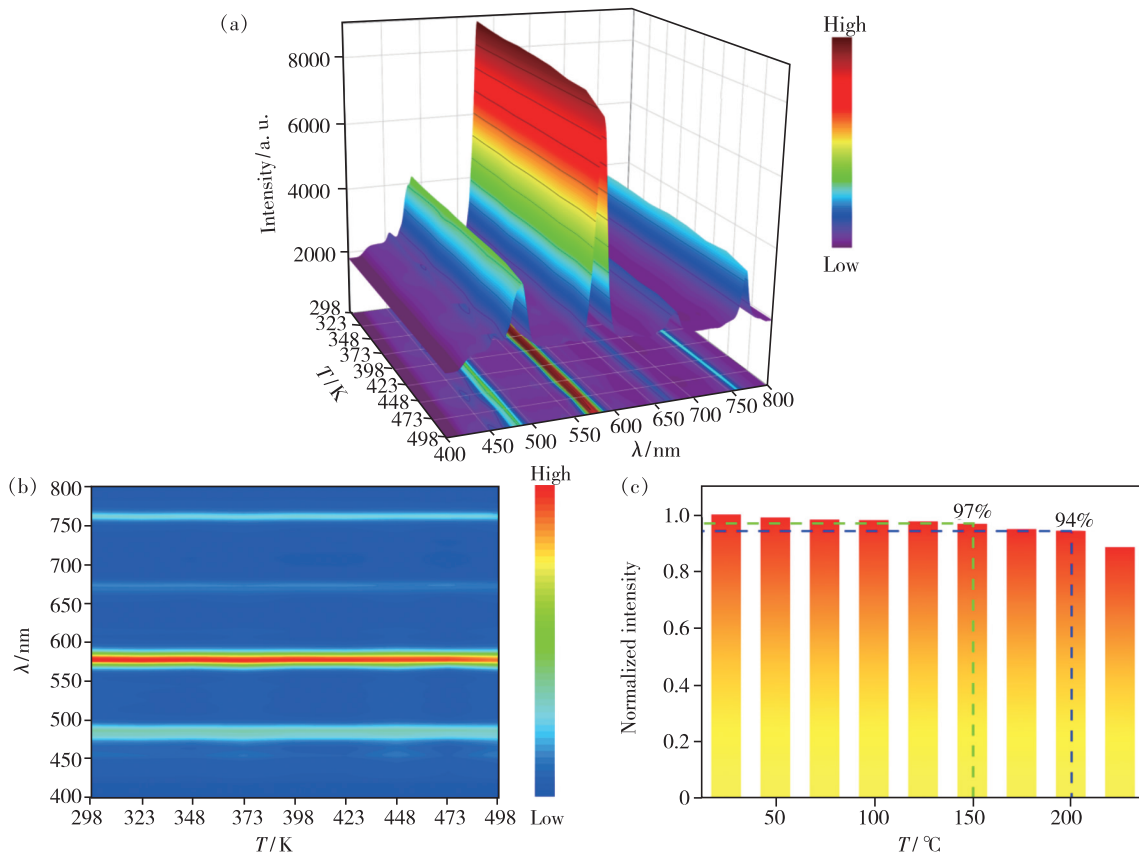 (a)
High
Low
Intensity/a. u.
8000
6000
4000
2000
298
323
348
373
398
423
448
473
498
T/K
400
450
500
550
600
650
700
750
800
λ/nm
(b)
High
Low
λ/nm
800
750
700
650
600
550
500
450
400
298 323 348 373 398 423 448 473 498
T/K
(c)
97% 94%
Normalized intensity
1.0
0.8
0.6
0.4
0.2
0
50 100 150 200
T/℃